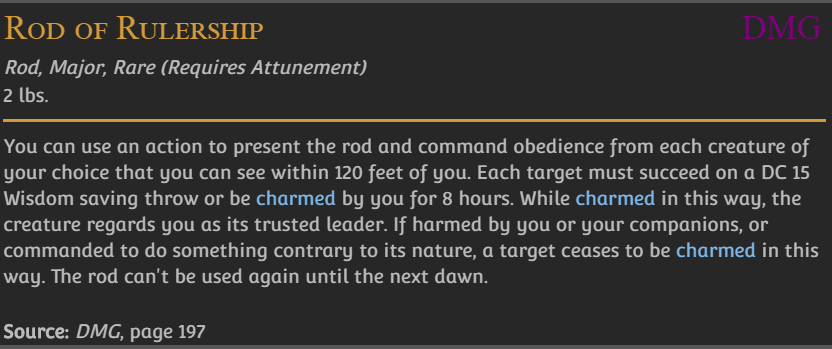 Rod of Rulership DMG
Rod, Major, Rare (Requires Attunement)
2 lbs.
You can use an action to present the rod and command obedience from each creature of
your choice that you can see within 120 feet of you. Each target must succeed on a DC 15
Wisdom saving throw or be charmed by you for 8 hours. While charmed in this way, the
creature regards you as its trusted leader. If harmed by you or your companions, or
commanded to do something contrary to its nature, a target ceases to be charmed in this
way. The rod can't be used again until the next dawn.
Source: DMG, page 197